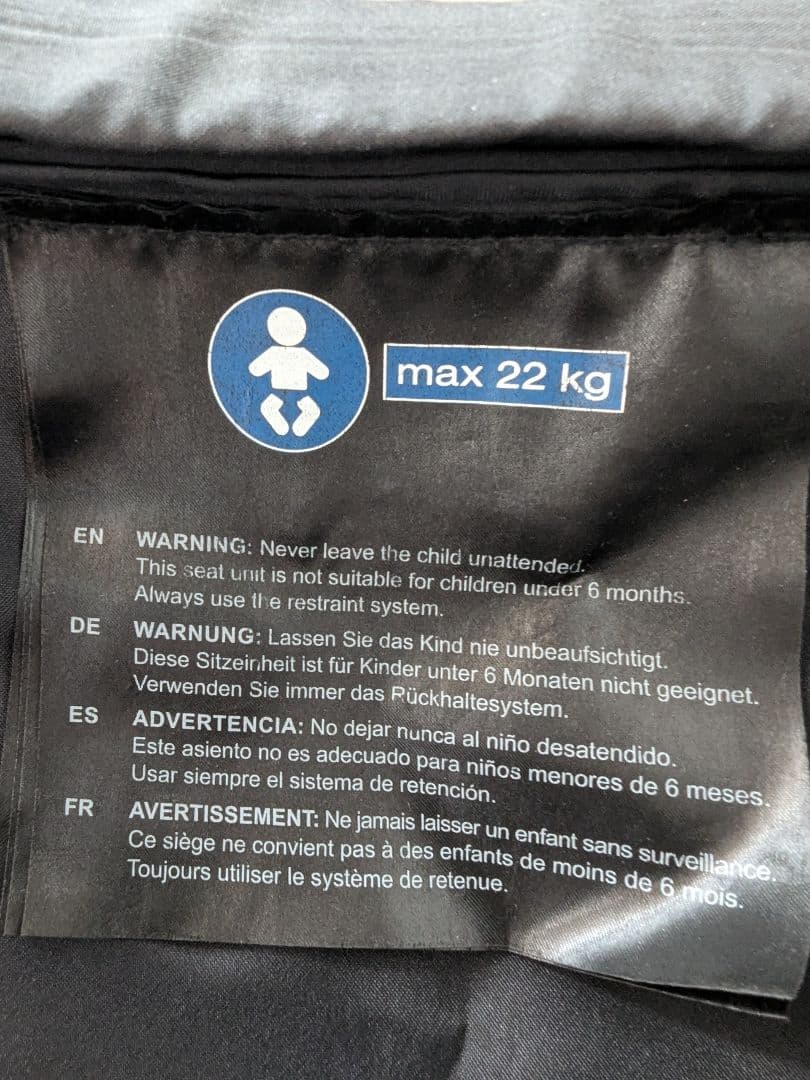 max 22 kg
EN WARNING: Never leave the child unattended.
This seat unit is not suitable for children under 6 months.
Always use the restraint system.
DE WARNUNG: Lassen Sie das Kind nie unbeaufsichtigt.
Diese Sitzeinheit ist für Kinder unter 6 Monaten nicht geeignet.
Verwenden Sie immer das Rückhaltesystem.
ES ADVERTENCIA: No dejar nunca al niño desatendido.
Este asiento no es adecuado para niños menores de 6 meses.
Usar siempre el sistema de retención.
FR AVERTISSEMENT: Ne jamais laisser un enfant sans surveillance.
Ce siège ne convient pas à des enfants de moins de 6 mois.
Toujours utiliser le système de retenue.